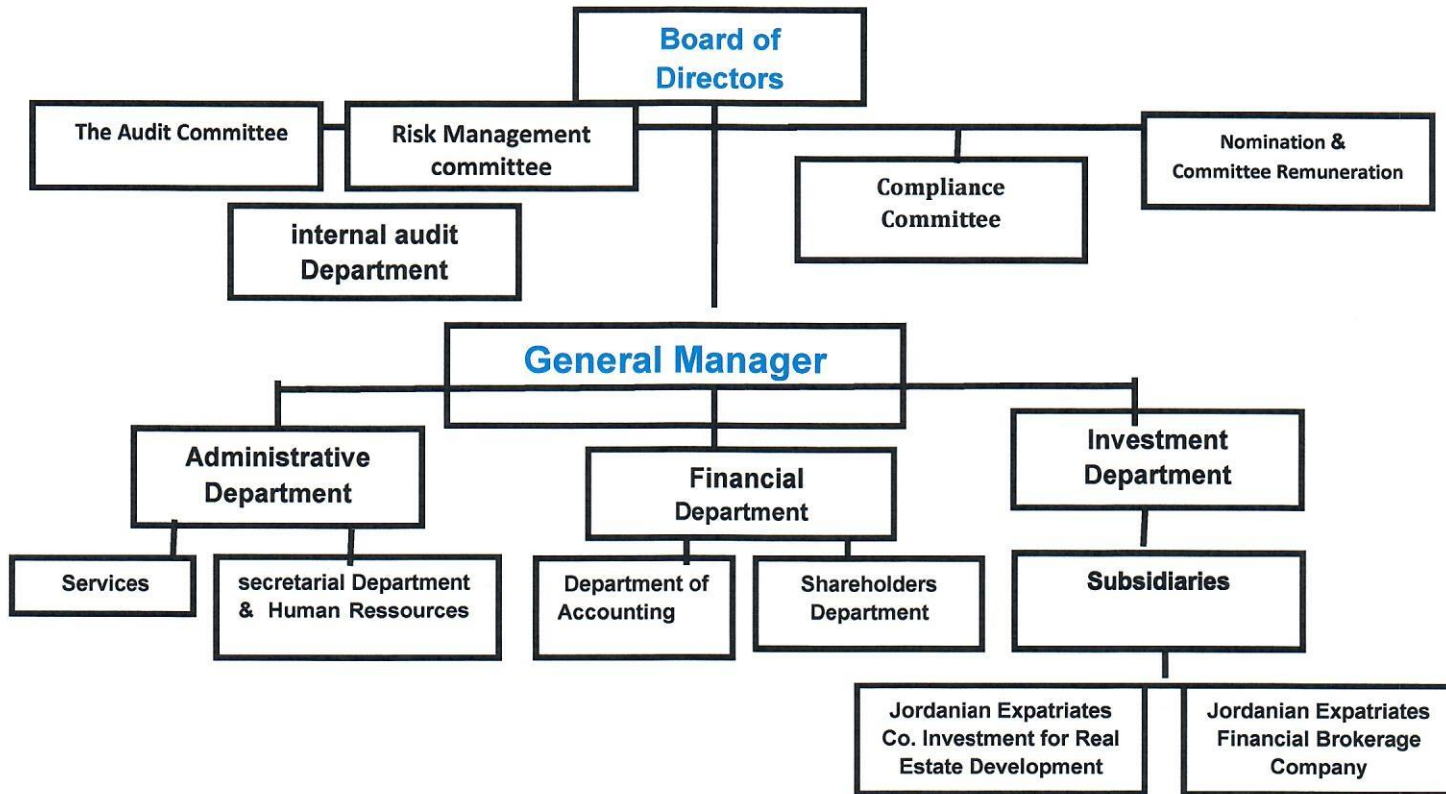 Board of
Directors
The Audit Committee
Risk Management
committee
Nomination &
Committee Remuneration
Compliance
Committee
internal audit
Department
General Manager
Administrative
Department
Financial
Department
Investment
Department
Services
secretarial Department
& Human Ressources
Department of
Accounting
Shareholders
Department
Subsidiaries
Jordanian Expatriates
Co. Investment for Real
Estate Development
Jordanian Expatriates
Financial Brokerage
Company